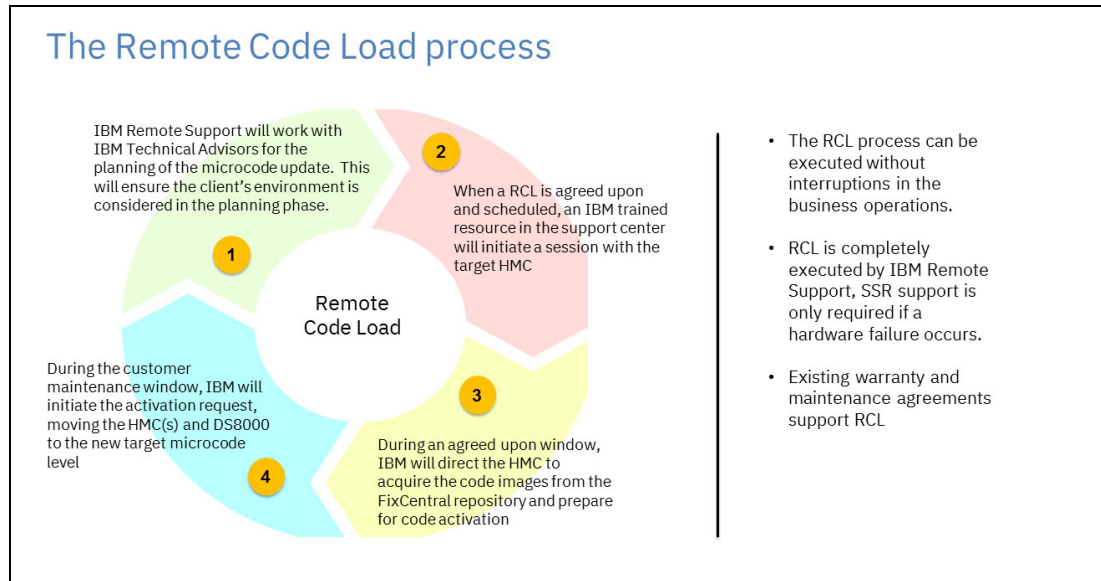 The Remote Code Load process
IBM Remote Support will work with
IBM Technical Advisors for the
planning of the microcode update. This
will ensure the client's environment is
considered in the planning phase.
1
2
When a RCL is agreed upon
and scheduled, an IBM trained
resource in the support center
will initiate a session with the
target HMC
Remote
Code Load
3
During an agreed upon window,
IBM will direct the HMC to
acquire the code images from the
FixCentral repository and prepare
for code activation
During the customer
maintenance window, IBM will
initiate the activation request,
moving the HMC(s) and DS8000
to the new target microcode
level
4
• The RCL process can be
executed without
interruptions in the
business operations.
• RCL is completely
executed by IBM Remote
Support, SSR support is
only required if a
hardware failure occurs.
• Existing warranty and
maintenance agreements
support RCL